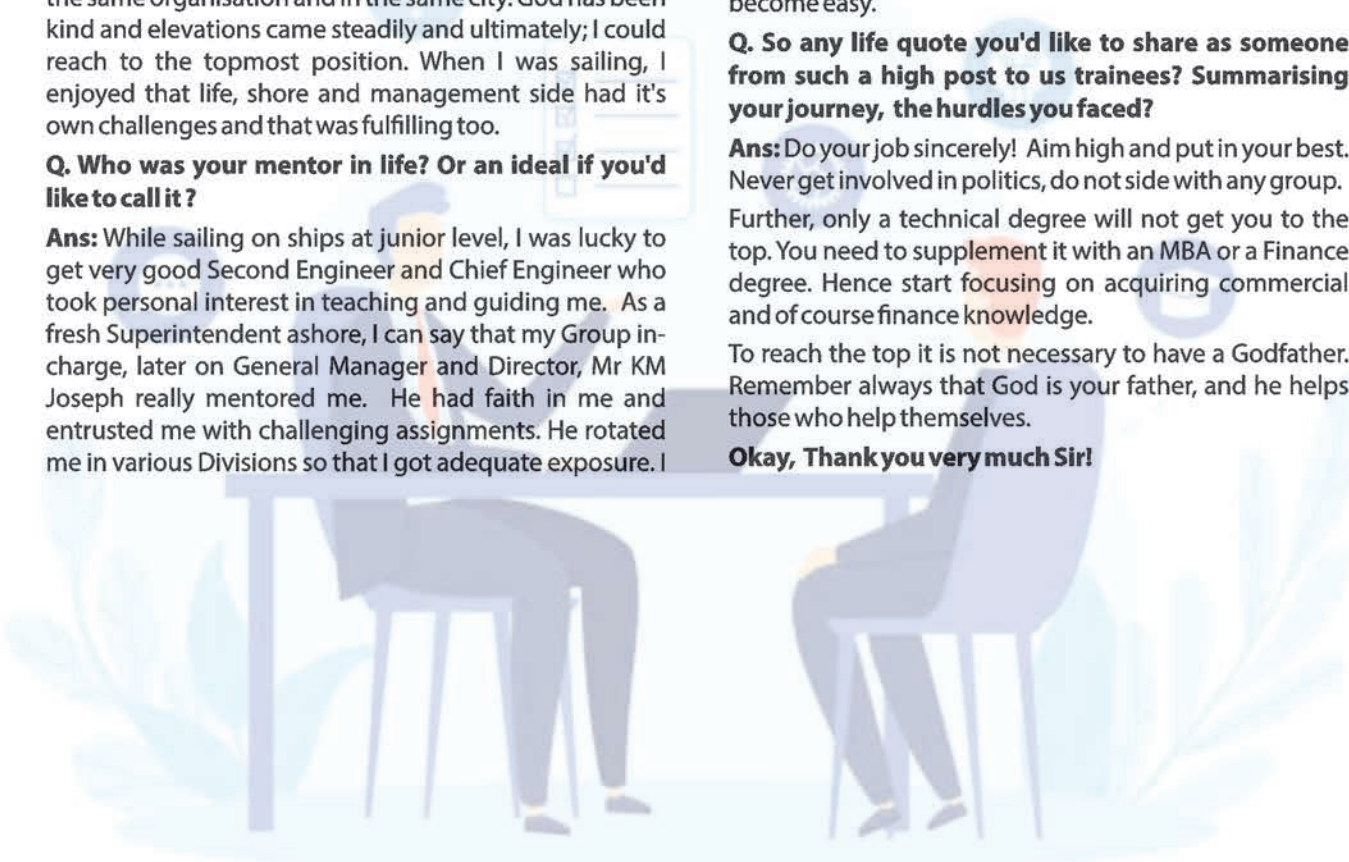 the same organisation and in the same city. God has been
kind and elevations came steadily and ultimately; I could
reach to the topmost position. When I was sailing, I
enjoyed that life, shore and management side had it's
own challenges and that was fulfilling too.
Q. Who was your mentor in life? Or an ideal if you'd
like to call it ?
Ans: While sailing on ships at junior level, I was lucky to
get very good Second Engineer and Chief Engineer who
took personal interest in teaching and guiding me. As a
fresh Superintendent ashore, I can say that my Group in-
charge, later on General Manager and Director, Mr KM
Joseph really mentored me. He had faith in me and
entrusted me with challenging assignments. He rotated
me in various Divisions so that I got adequate exposure. I
become easy.
Q. So any life quote you'd like to share as someone
from such a high post to us trainees? Summarising
your journey, the hurdles you faced?
Ans: Do your job sincerely! Aim high and put in your best.
Never get involved in politics, do not side with any group.
Further, only a technical degree will not get you to the
top. You need to supplement it with an MBA or a Finance
degree. Hence start focusing on acquiring commercial
and of course finance knowledge.
To reach the top it is not necessary to have a Godfather.
Remember always that God is your father, and he helps
those who help themselves.
Okay, Thank you very much Sir!